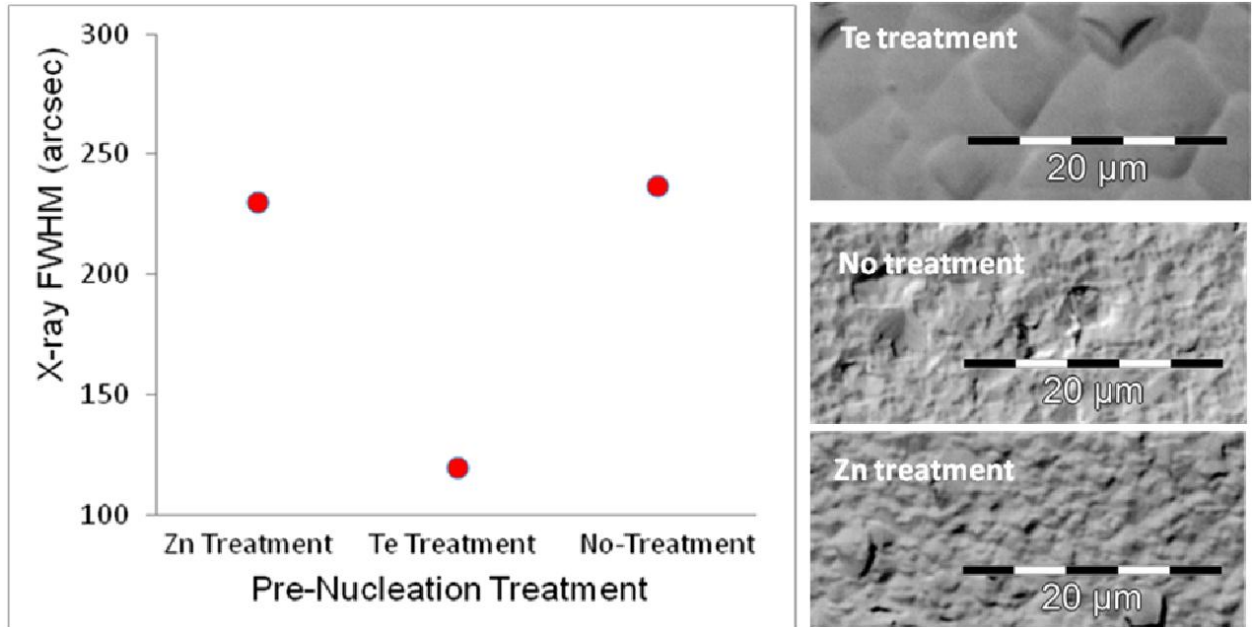 300
250
200
150
100
X-ray FWHM (arcsec)
Zn Treatment Te Treatment No-Treatment
Pre-Nucleation Treatment
Te treatment
20 μm
No treatment
20 μm
Zn treatment
20 μm